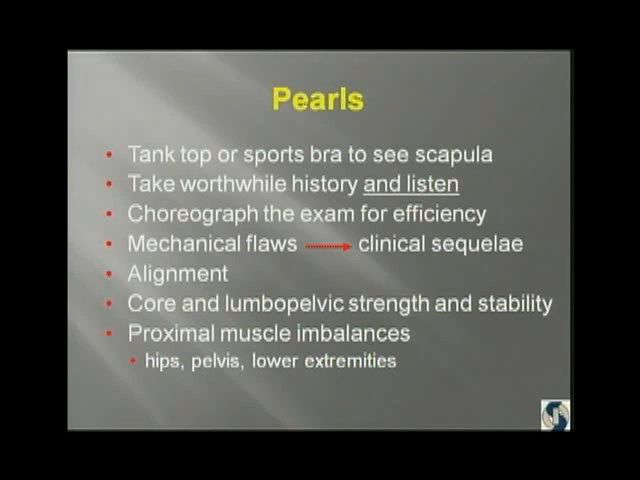 Pearls
• Tank top or sports bra to see scapula
• Take worthwhile history and listen
• Choreograph the exam for efficiency
• Mechanical flaws → clinical sequelae
• Alignment
• Core and lumbopelvic strength and stability
• Proximal muscle imbalances
• hips, pelvis, lower extremities